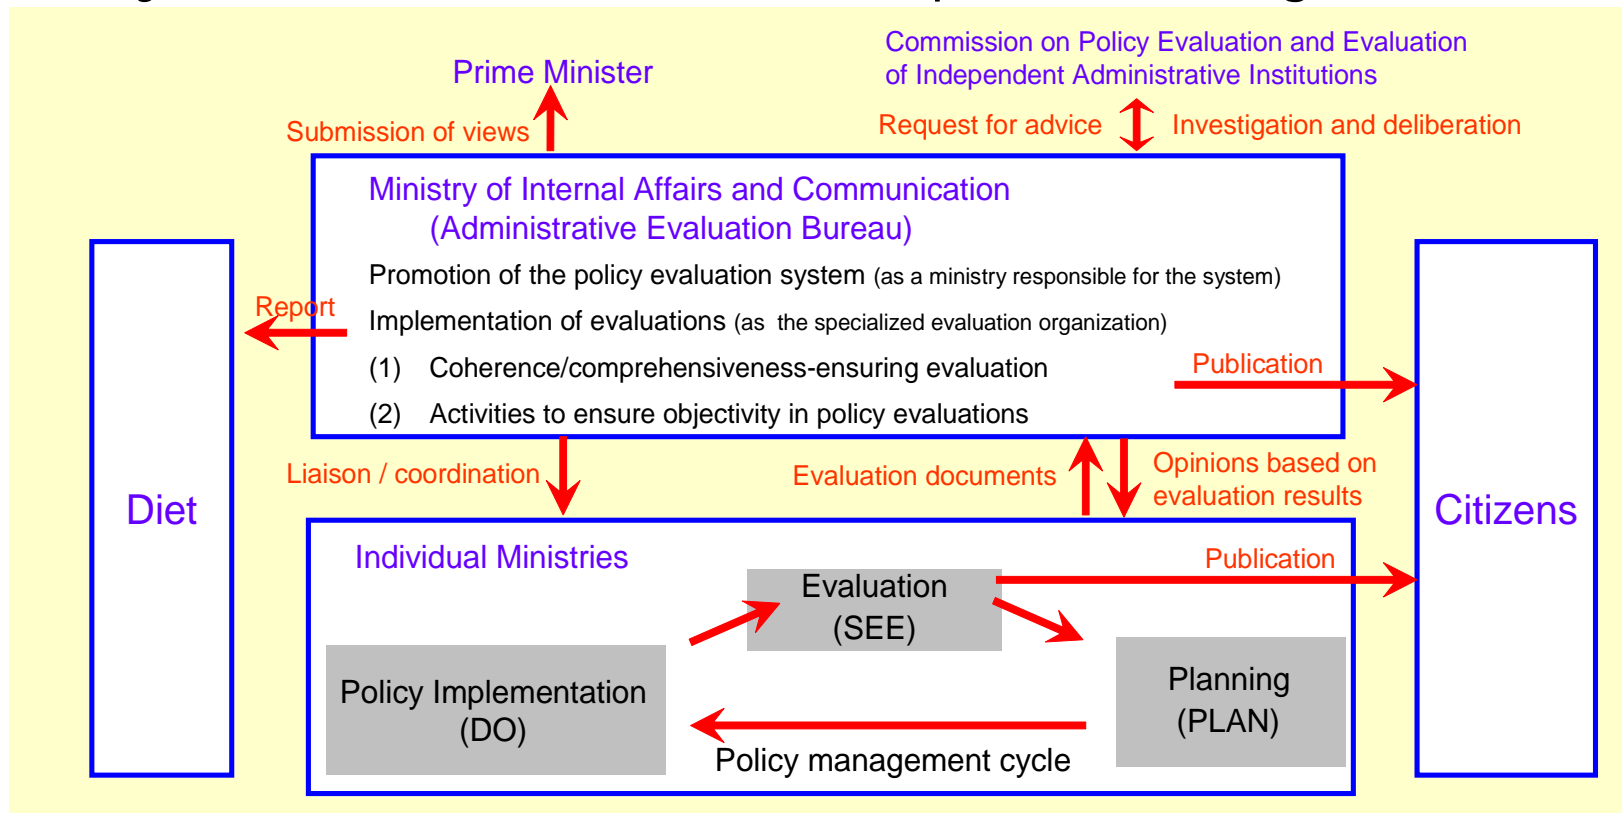 Commission on Policy Evaluation and Evaluation
of Independent Administrative Institutions
Prime Minister
Submission of views
Request for advice
Investigation and deliberation
Ministry of Internal Affairs and Communication
(Administrative Evaluation Bureau)
Promotion of the policy evaluation system (as a ministry responsible for the system)
Report
Implementation of evaluations (as the specialized evaluation organization)
(1) Coherence/comprehensiveness-ensuring evaluation
Publication
(2) Activities to ensure objectivity in policy evaluations
Liaison / coordination
Evaluation documents
Opinions based on
evaluation results
Diet
Citizens
Individual Ministries
Publication
Evaluation
(SEE)
Policy Implementation
(DO)
Planning
(PLAN)
Policy management cycle